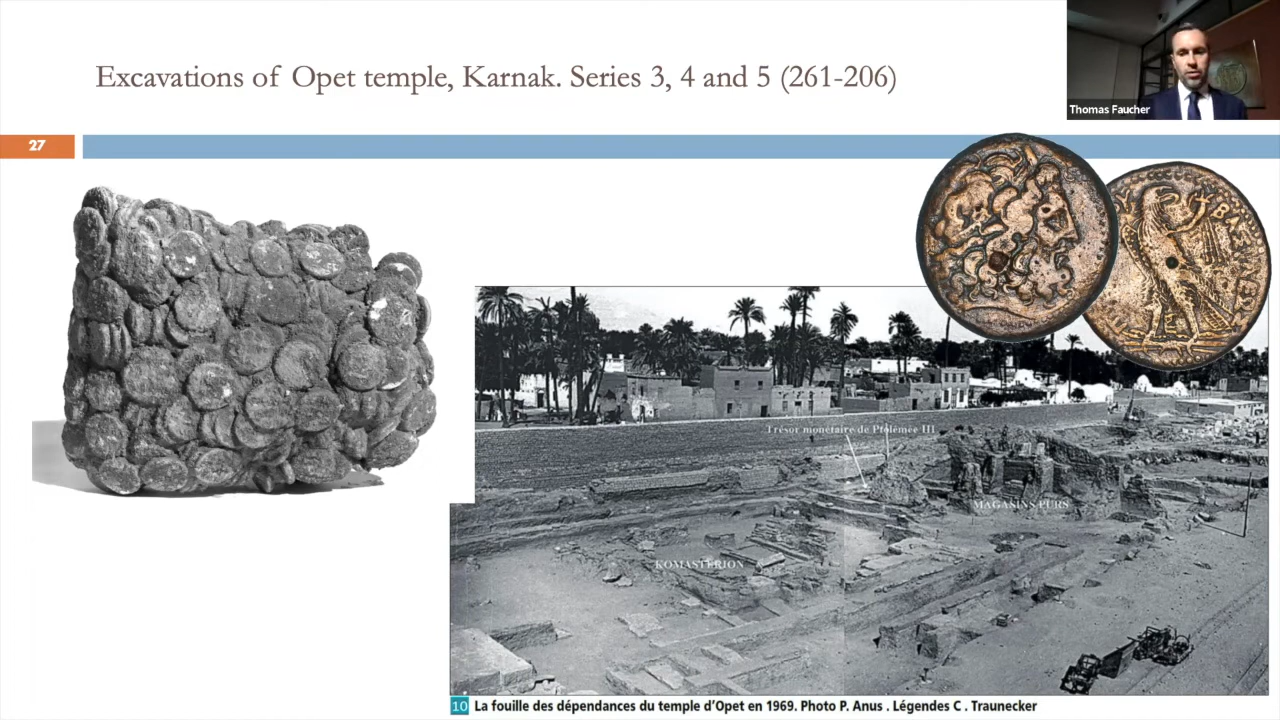 Excavations of Opet temple, Karnak. Series 3, 4 and 5 (261-206)
Thomas Faucher
27
ΒΑΣΙΛΕΩΣ
Trésor monétaire de Ptolémée III
MAGASINS PURS
KOMASTERION
10 La fouille des dépendances du temple d'Opet en 1969. Photo P. Anus . Légendes C . Traunecker